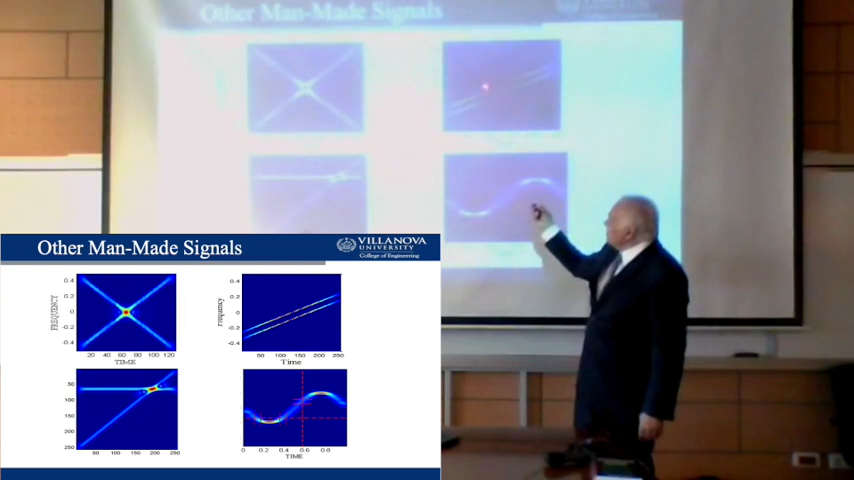 Other Man-Made Signals
Other Man-Made Signals
VILLANOVA
UNIVERSITY
College of Engineering
FREQUENCY
0.4
0.2
0
-0.2
-0.4
20 40 60 80 100 120
TIME
Frequency
0.4
0.2
0
-0.2
-0.4
50 100 150 200 250
Time
50
100
150
200
250
50 100 150 200 250
0 0.2 0.4 0.6 0.8
TIME